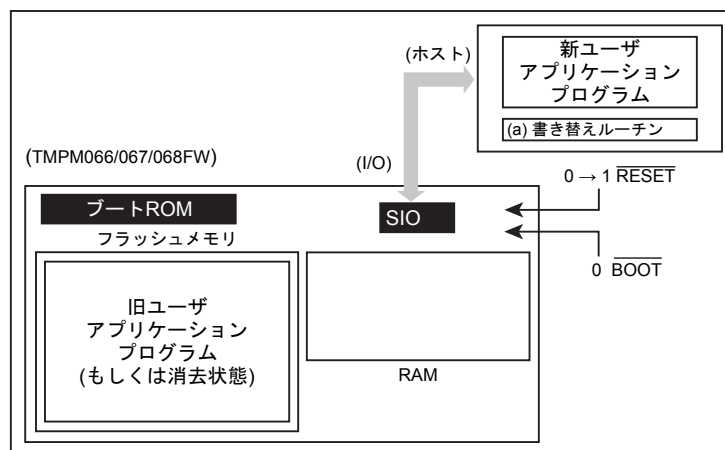 (ホスト)
新ユーザ
アプリケーション
プログラム
(a) 書き替えルーチン
(TMPM066/067/068FW)
(I/O)
0 → 1 RESET
ブートROM
SIO
フラッシュメモリ
0 BOOT
旧ユーザ
アプリケーション
プログラム
(もしくは消去状態)
RAM